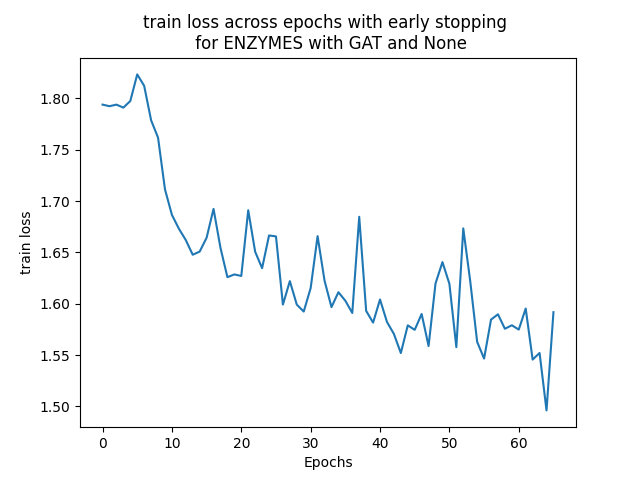 train loss across epochs with early stopping
for ENZYMES with GAT and None
train loss
1.80
1.75
1.70
1.65
1.60
1.55
1.50
0 10 20 30 40 50 60
Epochs